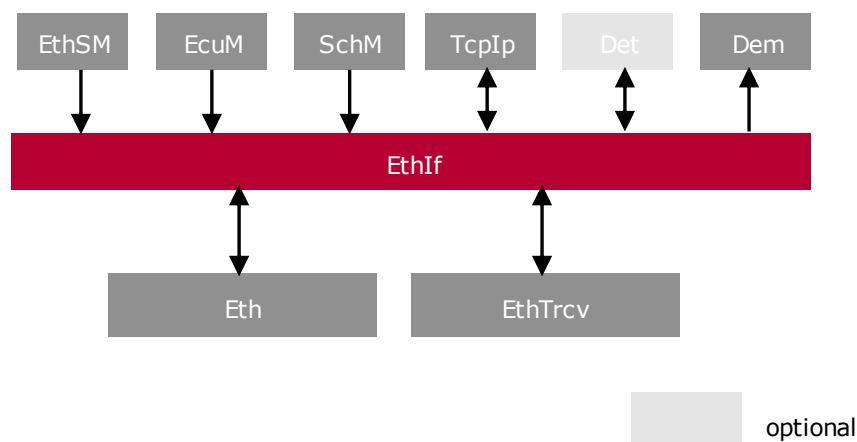 EthSM EcuM SchM TcpIp Det Dem
EthIf
Eth EthTrcv
optional